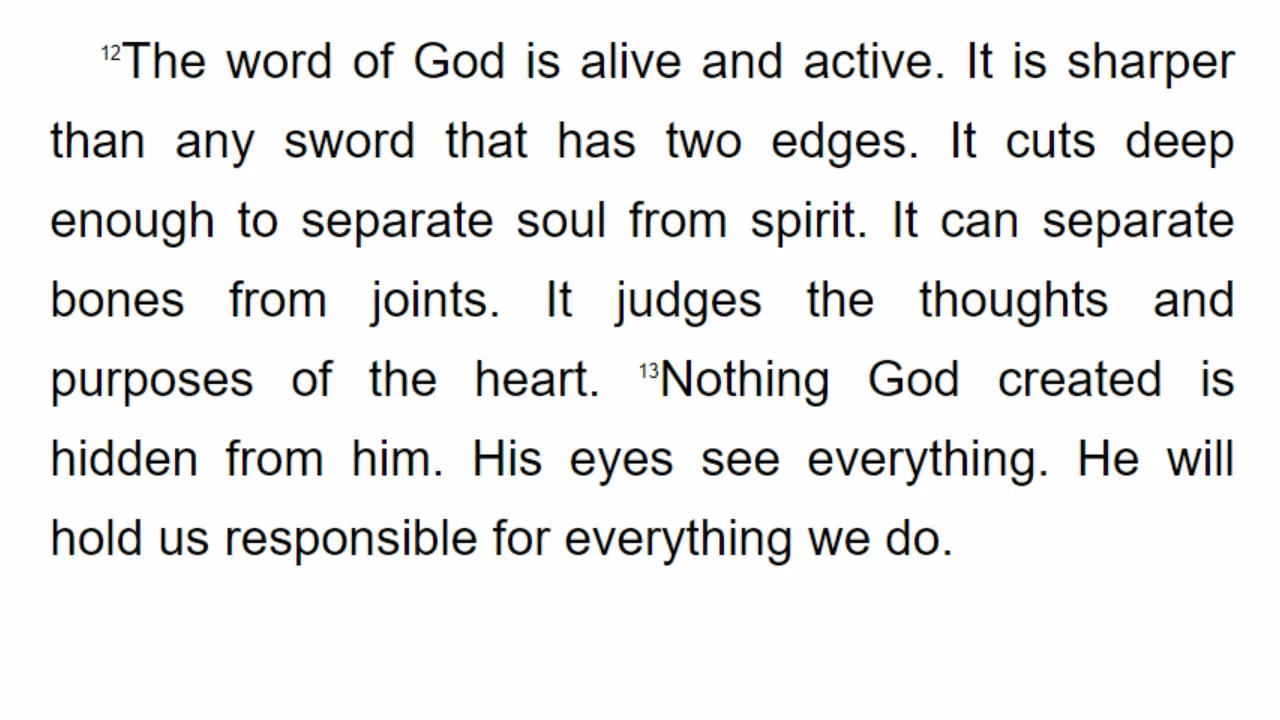 12The word of God is alive and active. It is sharper
than any sword that has two edges. It cuts deep
enough to separate soul from spirit. It can separate
bones from joints. It judges the thoughts and
purposes of the heart. 13Nothing God created is
hidden from him. His eyes see everything. He will
hold us responsible for everything we do.